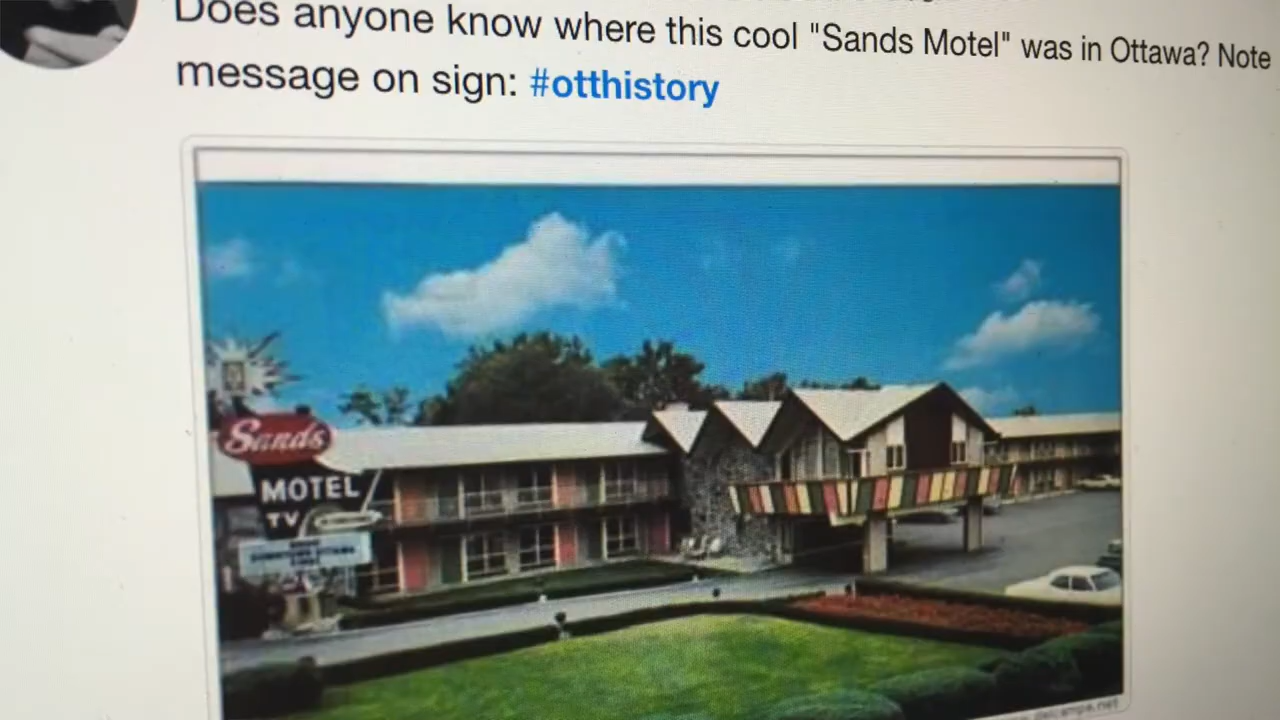 Does anyone know where this cool "Sands Motel" was in Ottawa? Note
message on sign: #otthistory
Sands
MOTEL
TV